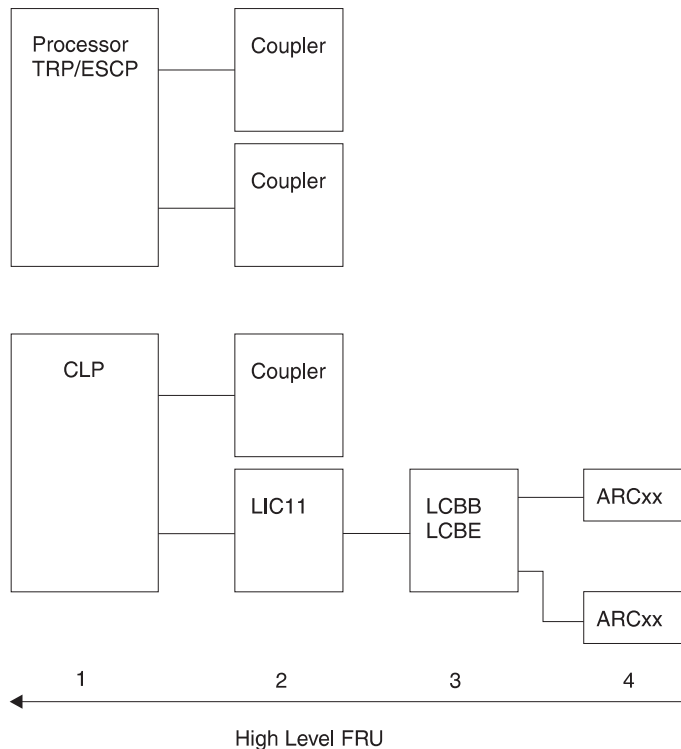 Processor
TRP/ESCP
Coupler
Coupler
CLP
Coupler
LIC11
LCBB
LCBE
ARCxx
ARCxx
1 2 3 4
High Level FRU